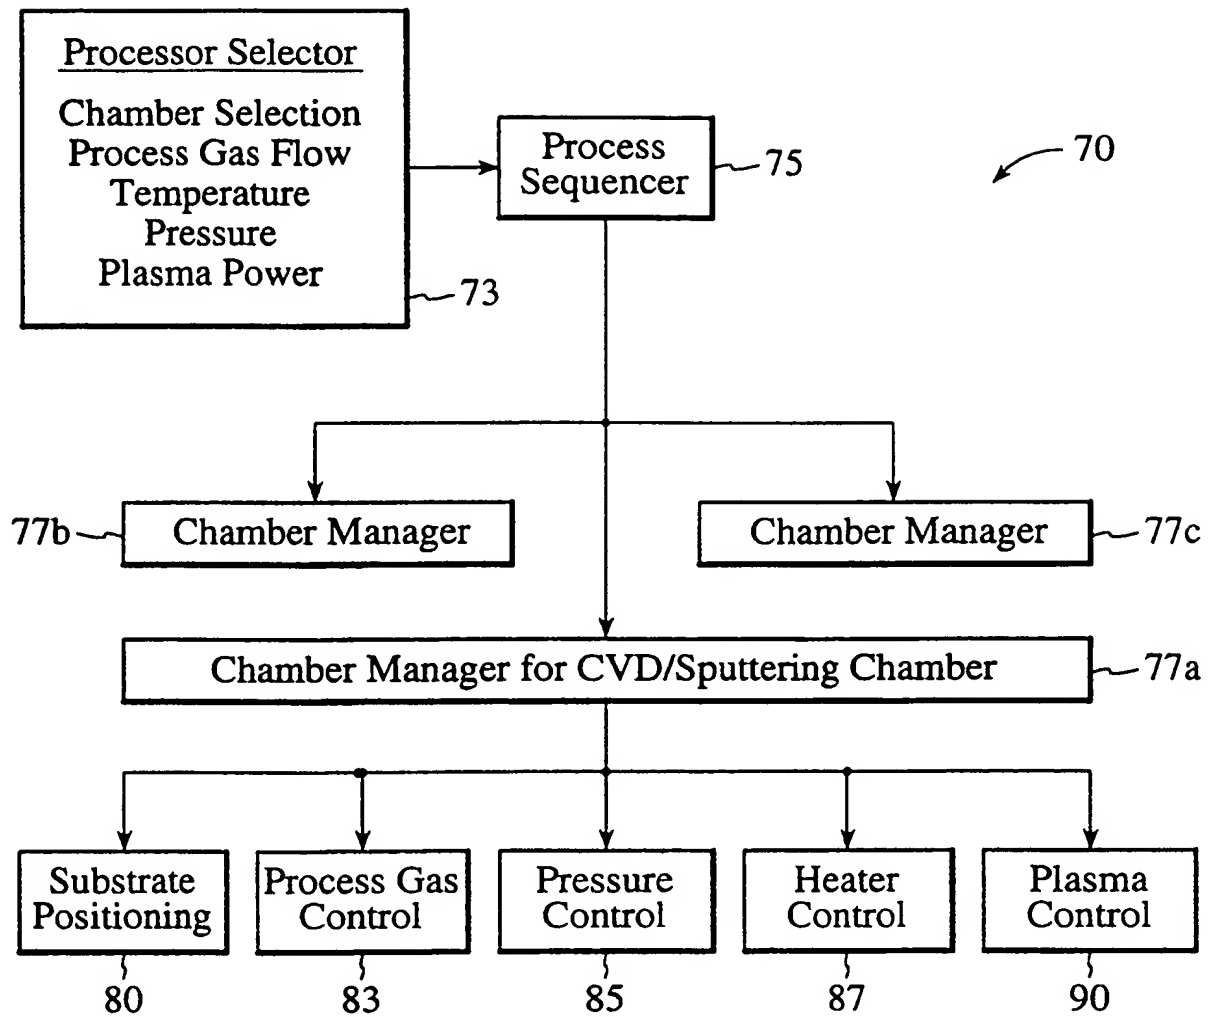 Processor Selector
Chamber Selection
Process Gas Flow
Temperature
Pressure
Plasma Power
73
Process
Sequencer
75
70
77b
Chamber Manager
Chamber Manager
77c
Chamber Manager for CVD/Sputtering Chamber
77a
Substrate
Positioning
Process Gas
Control
Pressure
Control
Heater
Control
Plasma
Control
80
83
85
87
90